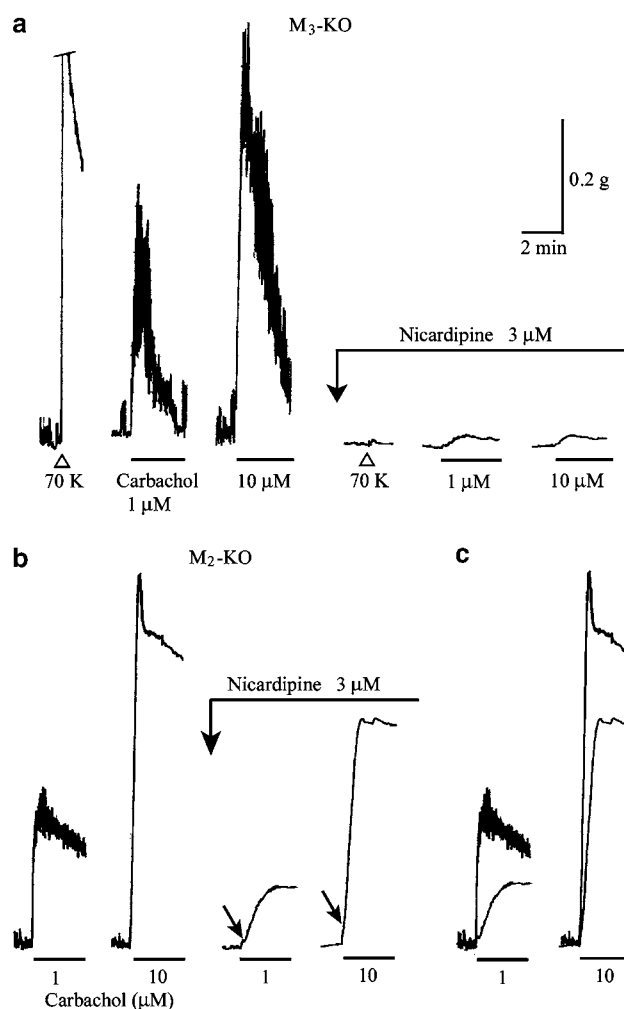 a
M₃-KO
0.2 g
2 min
Nicardipine 3 µM
70 K
Carbachol
1 µM
10 µM
70 K
1 µM
10 µM
b
M₂-KO
c
Nicardipine 3 µM
1
10
1
10
1
10
Carbachol (µM)